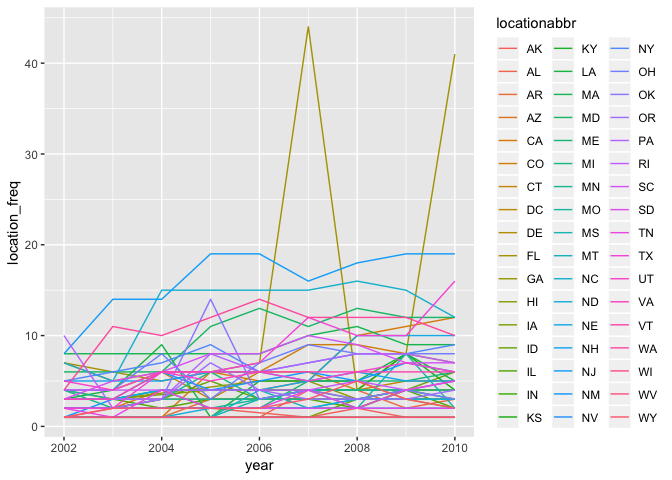 location_freq
40
30
20
10
0
2002 2004 2006 2008 2010
year
locationabbr
AK KY NY
AL LA OH
AR MA OK
AZ MD OR
CA ME PA
CO MI RI
CT MN SC
DC MO SD
DE MS TN
FL MT TX
GA NC UT
HI ND VA
IA NE VT
ID NH WA
IL NJ WI
IN NM WV
KS NV WY